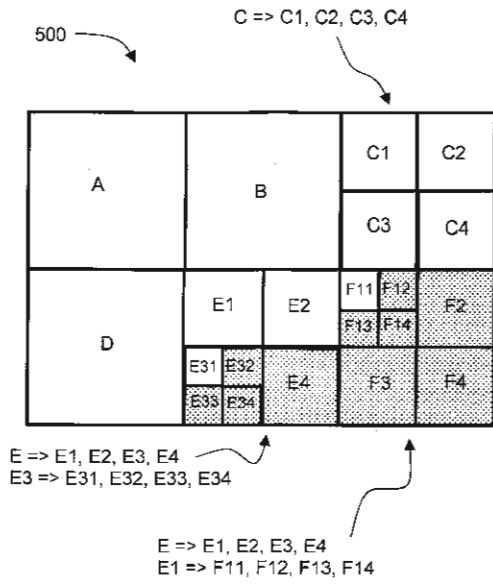 C => C1, C2, C3, C4
500
A
B
C1
C2
C3
C4
D
E1
E2
F11
F12
F2
F13
F14
E31
E32
E4
F3
F4
E33
E34
E => E1, E2, E3, E4
E3 => E31, E32, E33, E34
E => E1, E2, E3, E4
E1 => F11, F12, F13, F14